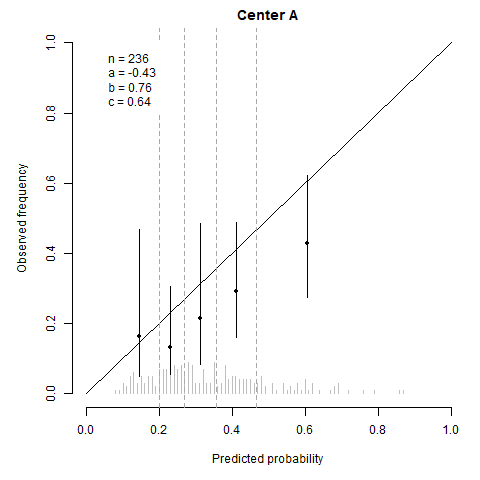 Center A
n = 236
a = -0.43
b = 0.76
c = 0.64
Observed frequency
1.0
0.8
0.6
0.4
0.2
0.0
0.0 0.2 0.4 0.6 0.8 1.0
Predicted probability